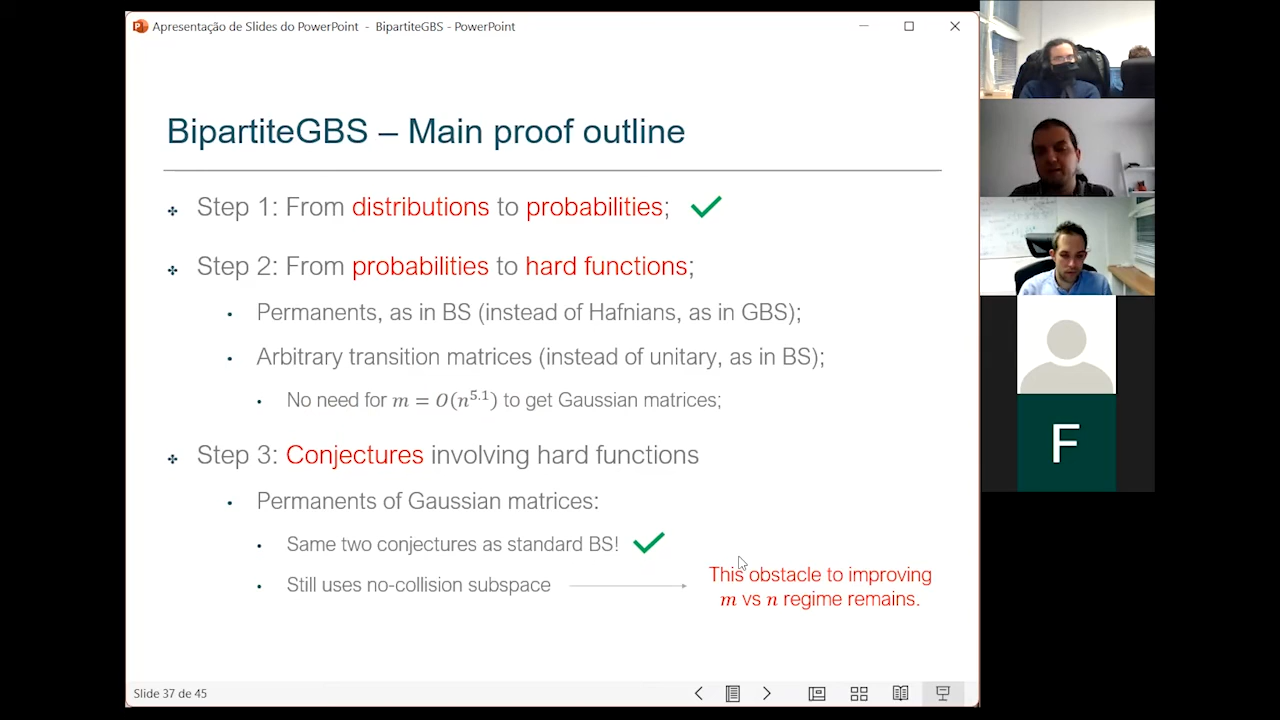 Apresentação de Slides do PowerPoint - BipartiteGBS - PowerPoint
BipartiteGBS – Main proof outline
Step 1: From distributions to probabilities;
Step 2: From probabilities to hard functions;
Permanents, as in BS (instead of Hafnians, as in GBS);
Arbitrary transition matrices (instead of unitary, as in BS);
No need for m = O(n^5.1) to get Gaussian matrices;
Step 3: Conjectures involving hard functions
Permanents of Gaussian matrices:
Same two conjectures as standard BS!
Still uses no-collision subspace
This obstacle to improving
m vs n regime remains.
Slide 37 de 45
F